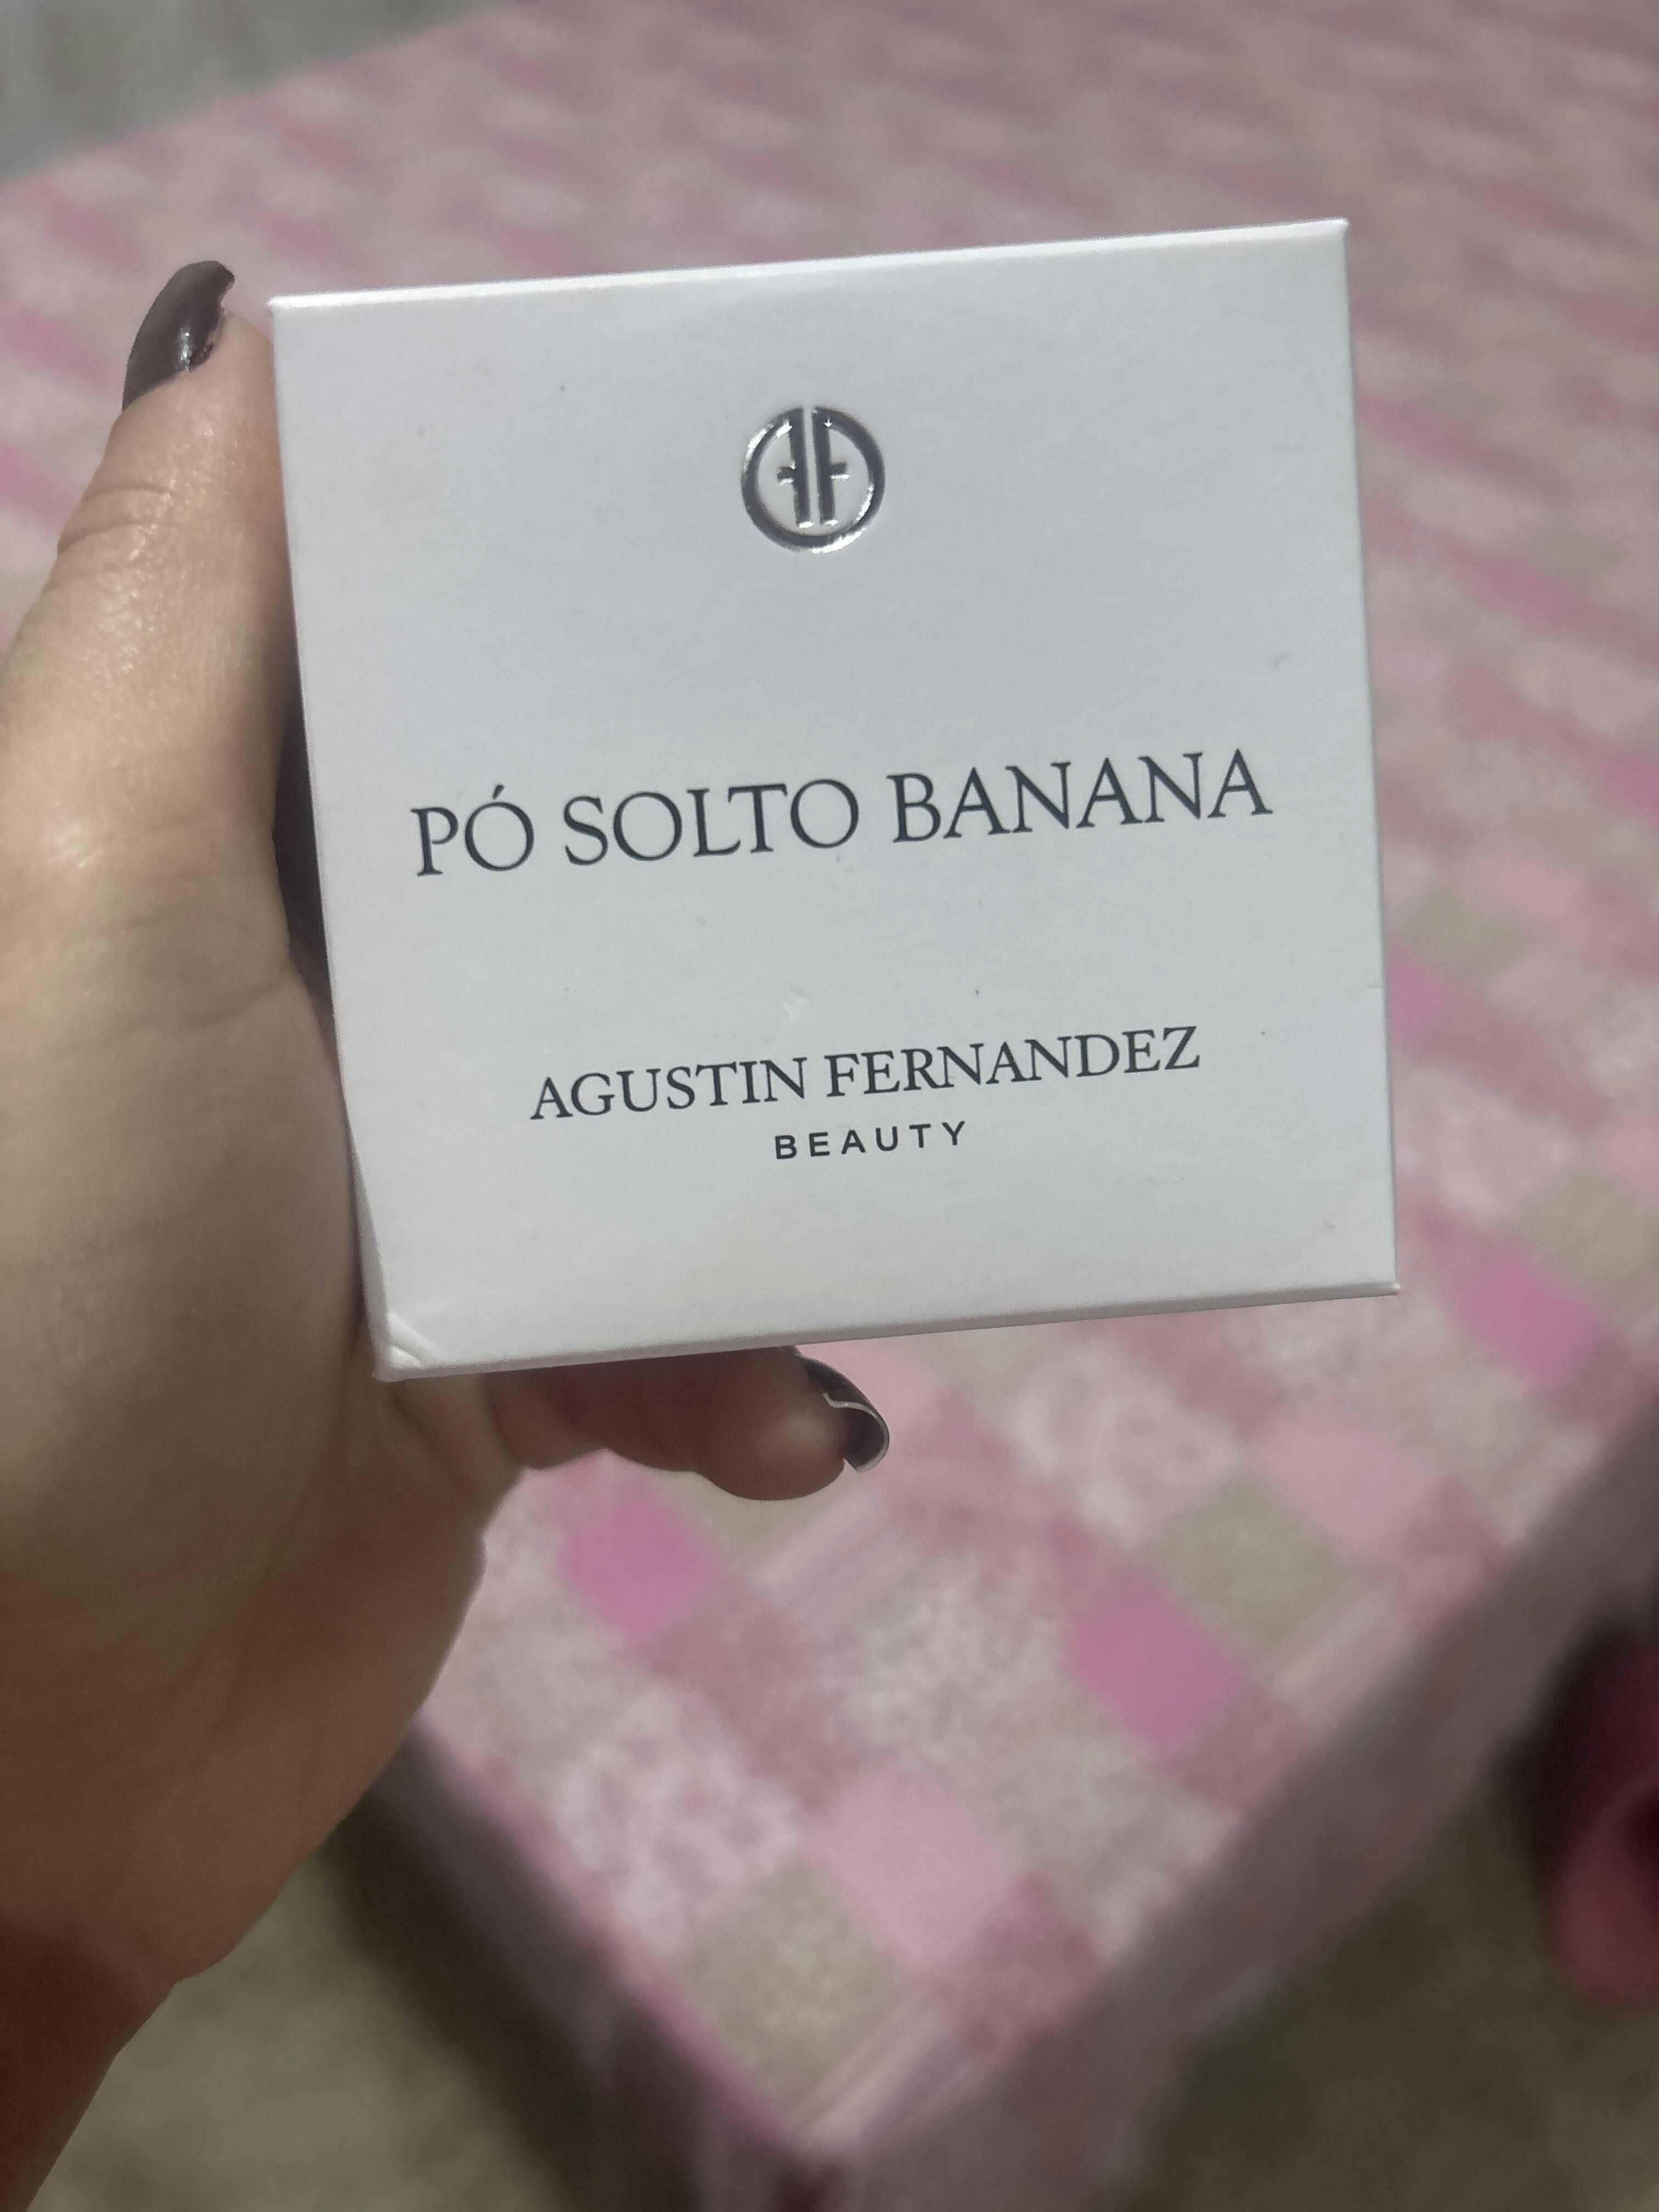 PÓ SOLTO BANANA
AGUSTIN FERNANDEZ
BEAUTY